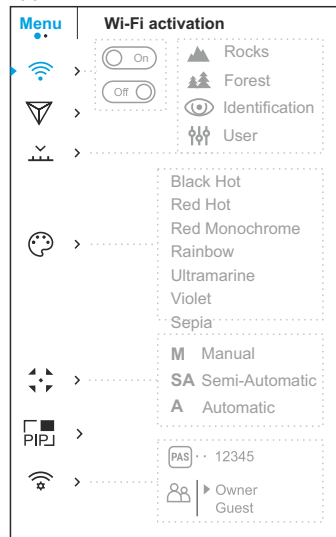 Menu Wi-Fi activation
On
Off
Rocks
Forest
Identification
User
Black Hot
Red Hot
Red Monochrome
Rainbow
Ultramarine
Violet
Sepia
M Manual
SA Semi-Automatic
A Automatic
PIP
PAS 12345
Owner
Guest